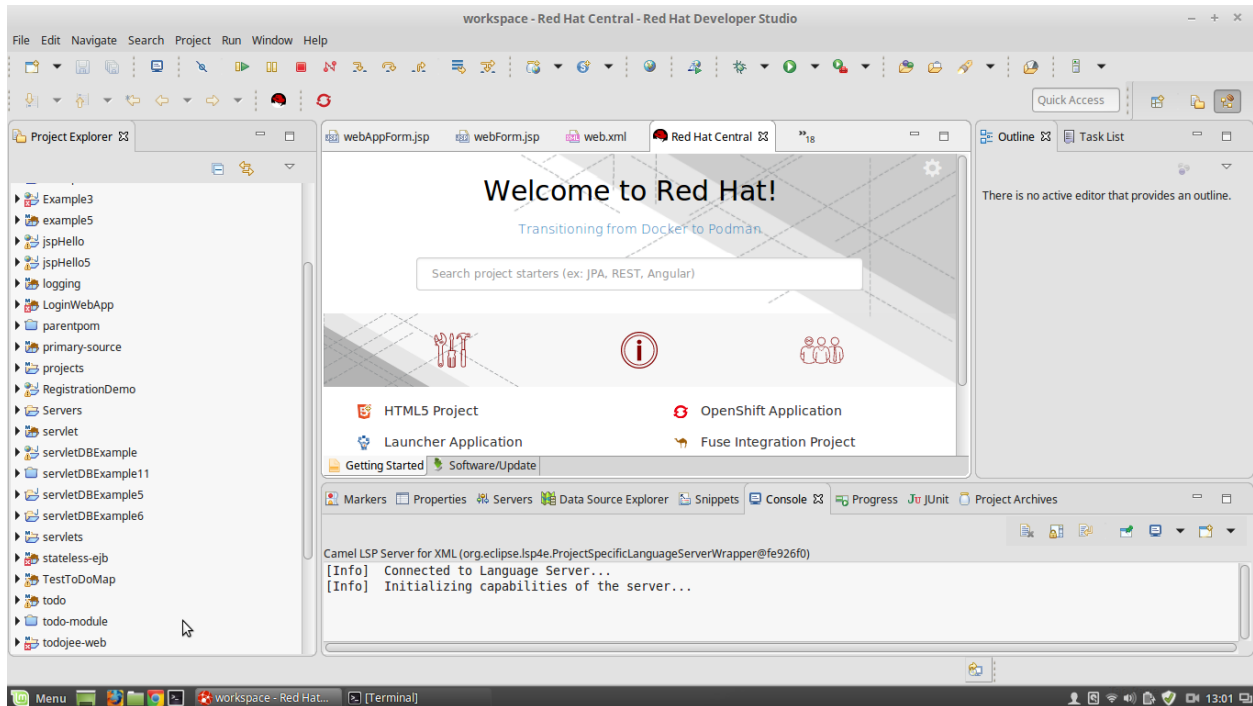 workspace - Red Hat Central - Red Hat Developer Studio
File Edit Navigate Search Project Run Window Help
Quick Access
Project Explorer
Example3
example5
jspHello
jspHello5
logging
LoginWebApp
parentpom
primary-source
projects
RegistrationDemo
Servers
servlet
servletDBExample
servletDBExample11
servletDBExample5
servletDBExample6
servlets
stateless-ejb
TestToDoMap
todo
todo-module
todojee-web
webAppForm.jsp webForm.jsp web.xml Red Hat Central »18
Welcome to Red Hat!
Transitioning from Docker to Podman
Search project starters (ex: JPA, REST, Angular)
HTML5 Project OpenShift Application
Launcher Application Fuse Integration Project
Getting Started Software/Update
Outline Task List
There is no active editor that provides an outline.
Markers Properties Servers Data Source Explorer Snippets Console Progress JUnit Project Archives
Camel LSP Server for XML (org.eclipse.lsp4e.ProjectSpecificLanguageServerWrapper@fe926f0)
[Info] Connected to Language Server...
[Info] Initializing capabilities of the server...
Menu workspace - Red Hat... [Terminal] 13:01